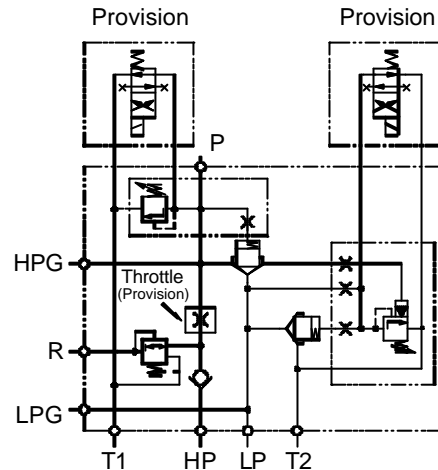 Provision Provision
P
HPG
Throttle
(Provision)
R
LPG
T1 HP LP T2